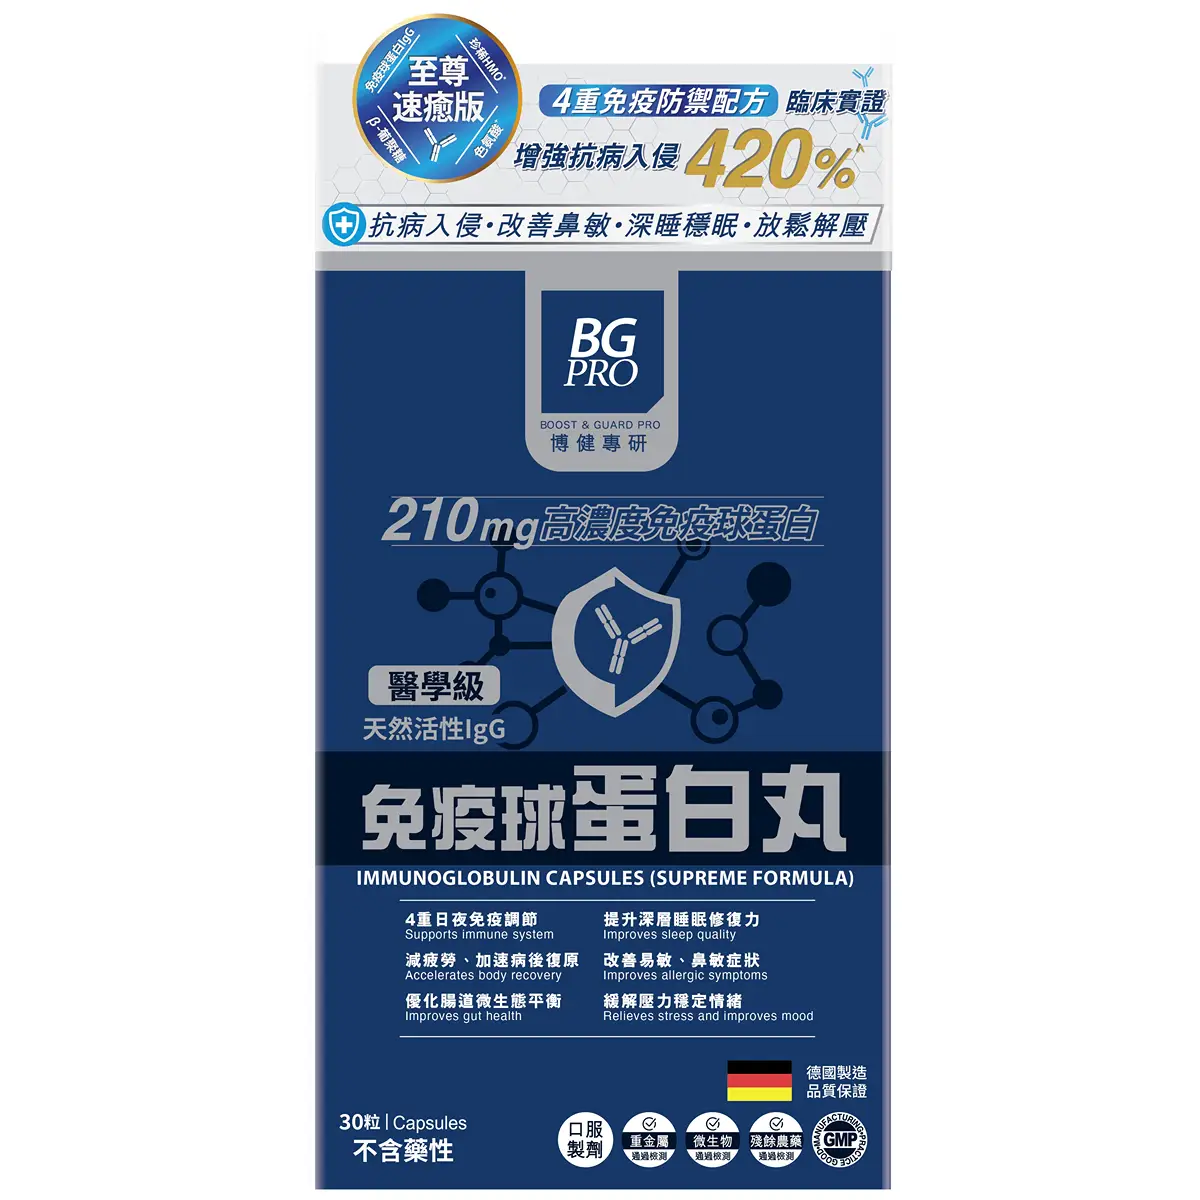 免疫球蛋白IgG
珍稀HMO*
至尊
速癒版
β-葡聚糖
色氨酸*
4重免疫防禦配方 臨床實證
增強抗病入侵 420%^
抗病入侵・改善鼻敏・深睡穩眠・放鬆解壓
BG
PRO
BOOST & GUARD PRO
博健專研
210mg高濃度免疫球蛋白
醫學級
天然活性IgG
免疫球蛋白丸
IMMUNOGLOBULIN CAPSULES (SUPREME FORMULA)
4重日夜免疫調節
Supports immune system
減疲勞、加速病後復原
Accelerates body recovery
優化腸道微生態平衡
Improves gut health
提升深層睡眠修復力
Improves sleep quality
改善易敏、鼻敏症狀
Improves allergic symptoms
緩解壓力穩定情緒
Relieves stress and improves mood
德國製造
品質保證
30粒 | Capsules
不含藥性
口服
製劑
重金屬
通過檢測
微生物
通過檢測
殘餘農藥
通過檢測
GOOD MANUFACTURING PRACTICE
GMP